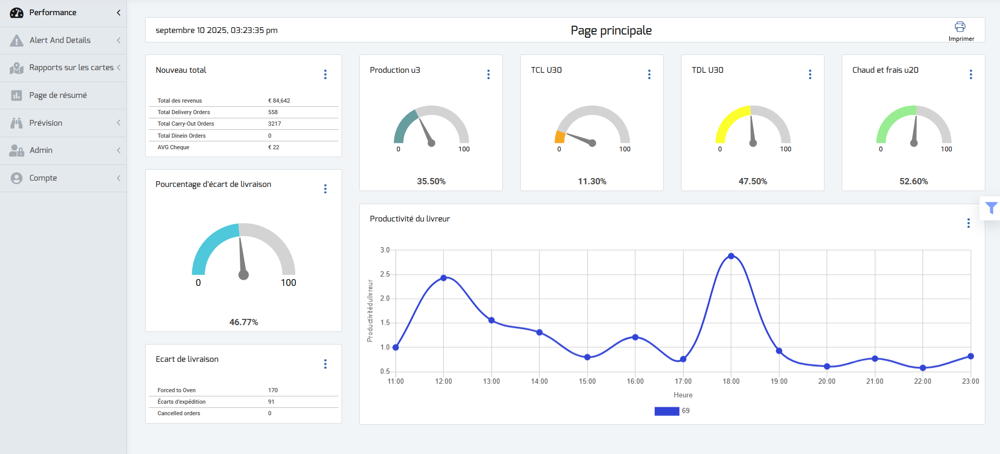 Performance
Alert And Details
Rapports sur les cartes
Page de résumé
Prévision
Admin
Compte
septembre 10 2025, 03:23:35 pm
Page principale
Imprimer
Nouveau total
Total des revenus € 84,642
Total Delivery Orders 558
Total Carry-Out Orders 3217
Total Dinein Orders 0
AVG Cheque € 22
Production u3
0 100
35.50%
TCL U30
0 100
11.30%
TDL U30
0 100
47.50%
Chaud et frais u20
0 100
52.60%
Pourcentage d'écart de livraison
0 100
46.77%
Ecart de livraison
Forced to Oven 170
Écarts d'expédition 91
Cancelled orders 0
Productivité du livreur
Productivitédulivreur
3.0
2.5
2.0
1.5
1.0
0.5
11:00 12:00 13:00 14:00 15:00 16:00 17:00 18:00 19:00 20:00 21:00 22:00 23:00
Heure
69